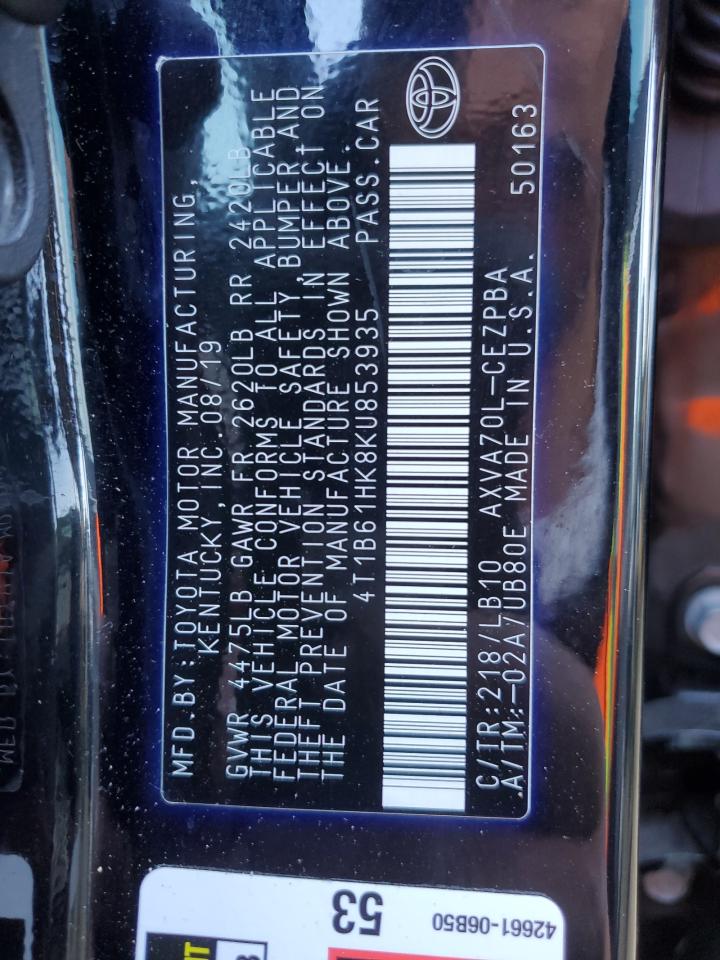 MFD.BY:TOYOTA MOTOR MANUFACTURING,
KENTUCKY,INC.08/19
GVWR 4475LB GAWR FR 2620LB RR 2420LB
THIS VEHICLE CONFORMS TO ALL APPLICABLE
FEDERAL MOTOR VEHICLE SAFETY, BUMPER AND
THEFT PREVENTION STANDARDS IN EFFECT ON
THE DATE OF MANUFACTURE SHOWN ABOVE.
4T1B61HK8KU853935 PASS.CAR
C/TR:218/LB10 AXVA70L-CEZPBA
A/TM:-02A/UB80E MADE IN U.S.A. 50163
53
42661-06B50